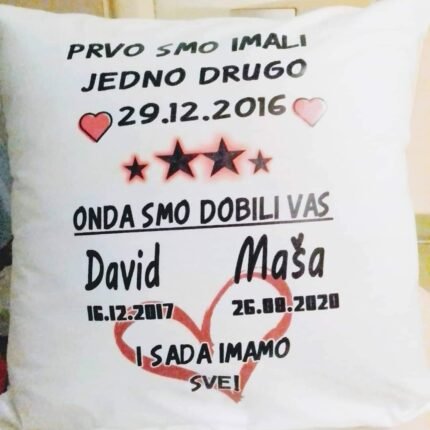 PRVO SMO IMALI
JEDNO DRUGO
29.12.2016
ONDA SMO DOBILI VAS
David Maša
16.12.2017 26.08.2020
I SADA IMAMO
SVE!